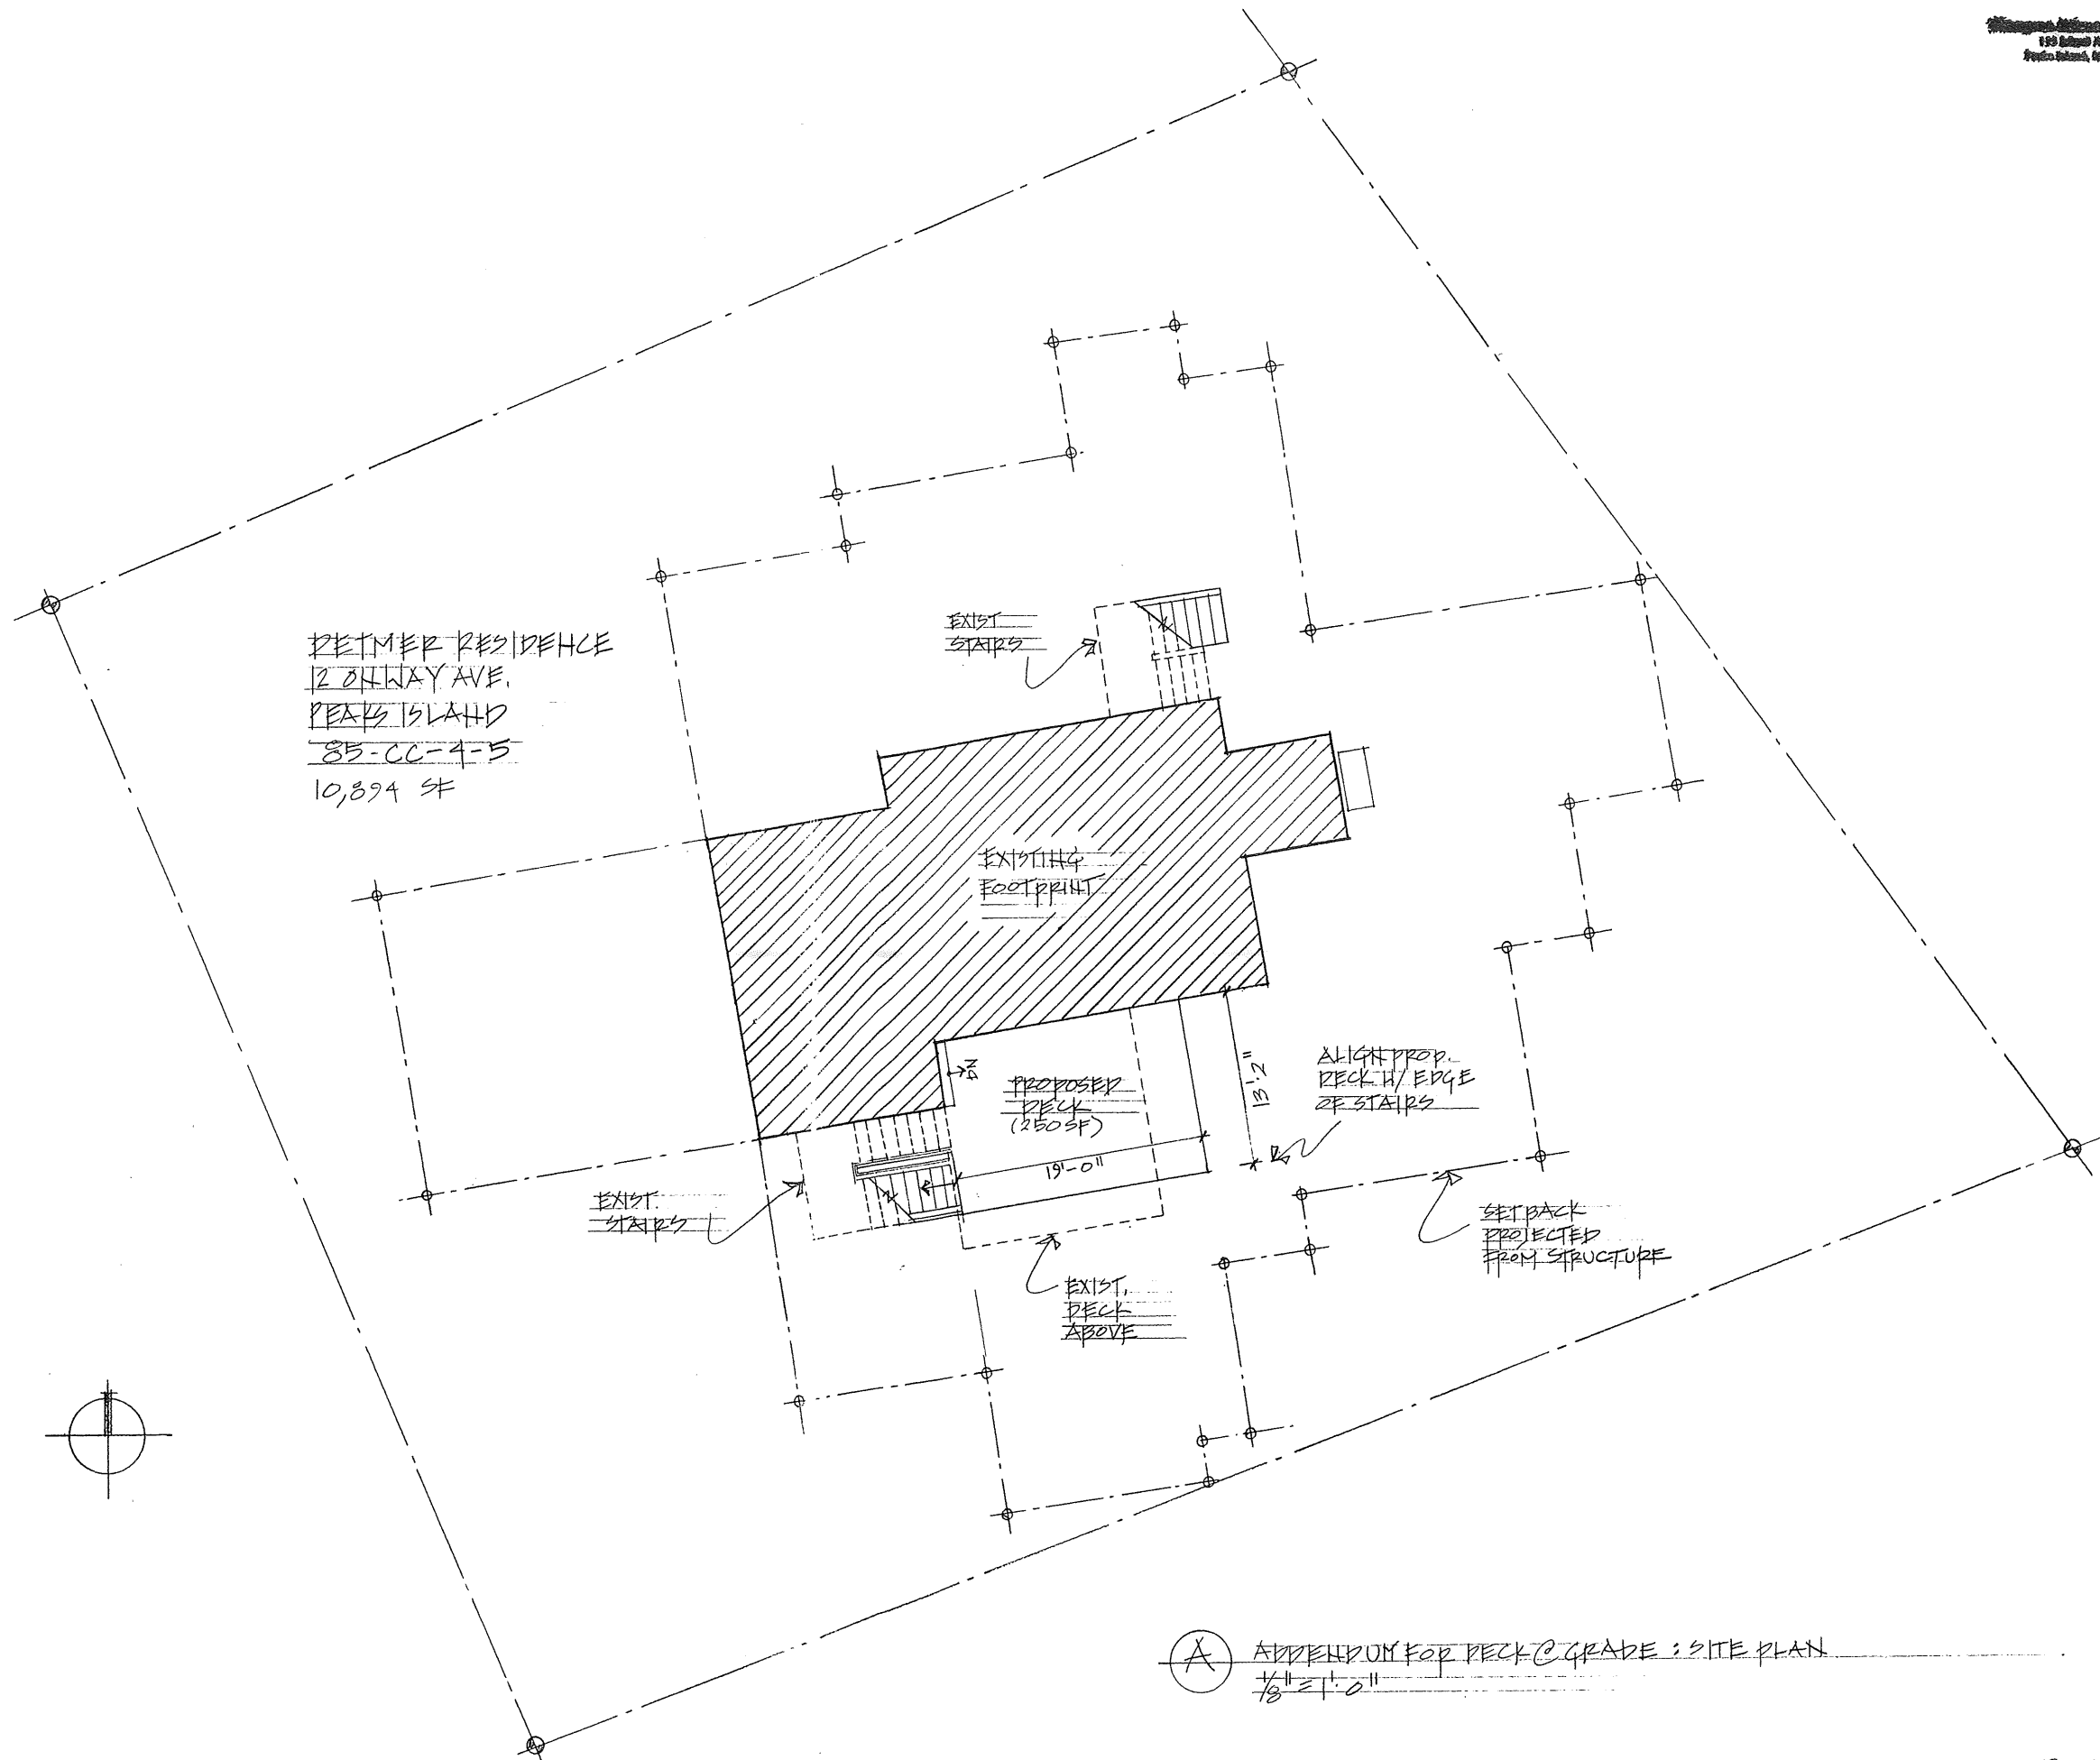 DETMER RESIDENCE
12 ONWAY AVE.
PEAKS ISLAND
85-CC-4-5
10,894 SF
EXIST
STAIRS
EXISTING
FOOTPRINT
DN
PROPOSED
DECK
(250 SF)
13'-2"
19'-0"
ALIGN PROP.
DECK W/ EDGE
OF STAIRS
EXIST.
STAIRS
SETBACK
PROJECTED
FROM STRUCTURE
EXIST.
DECK
ABOVE
A
ADDENDUM FOR DECK @ GRADE : SITE PLAN
1/8" = 1'-0"